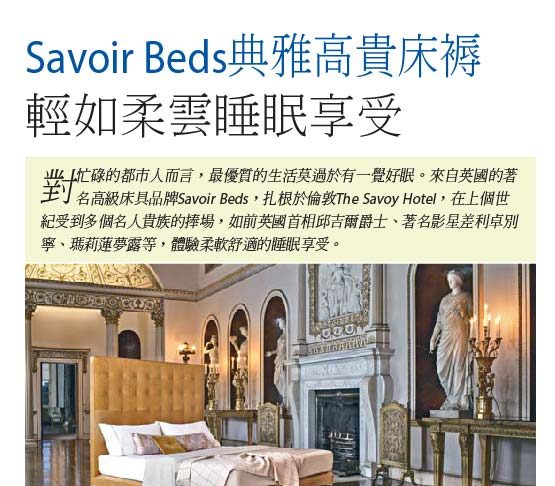 Savoir Beds典雅高貴床褥
輕如柔雲睡眠享受
對忙碌的都市人而言，最優質的生活莫過於有一覺好眠。來自英國的著
名高級床具品牌Savoir Beds，扎根於倫敦The Savoy Hotel，在上個世
紀受到多個名人貴族的捧場，如前英國首相邱吉爾爵士、著名影星差利卓別
寧、瑪莉蓮夢露等，體驗柔軟舒適的睡眠享受。